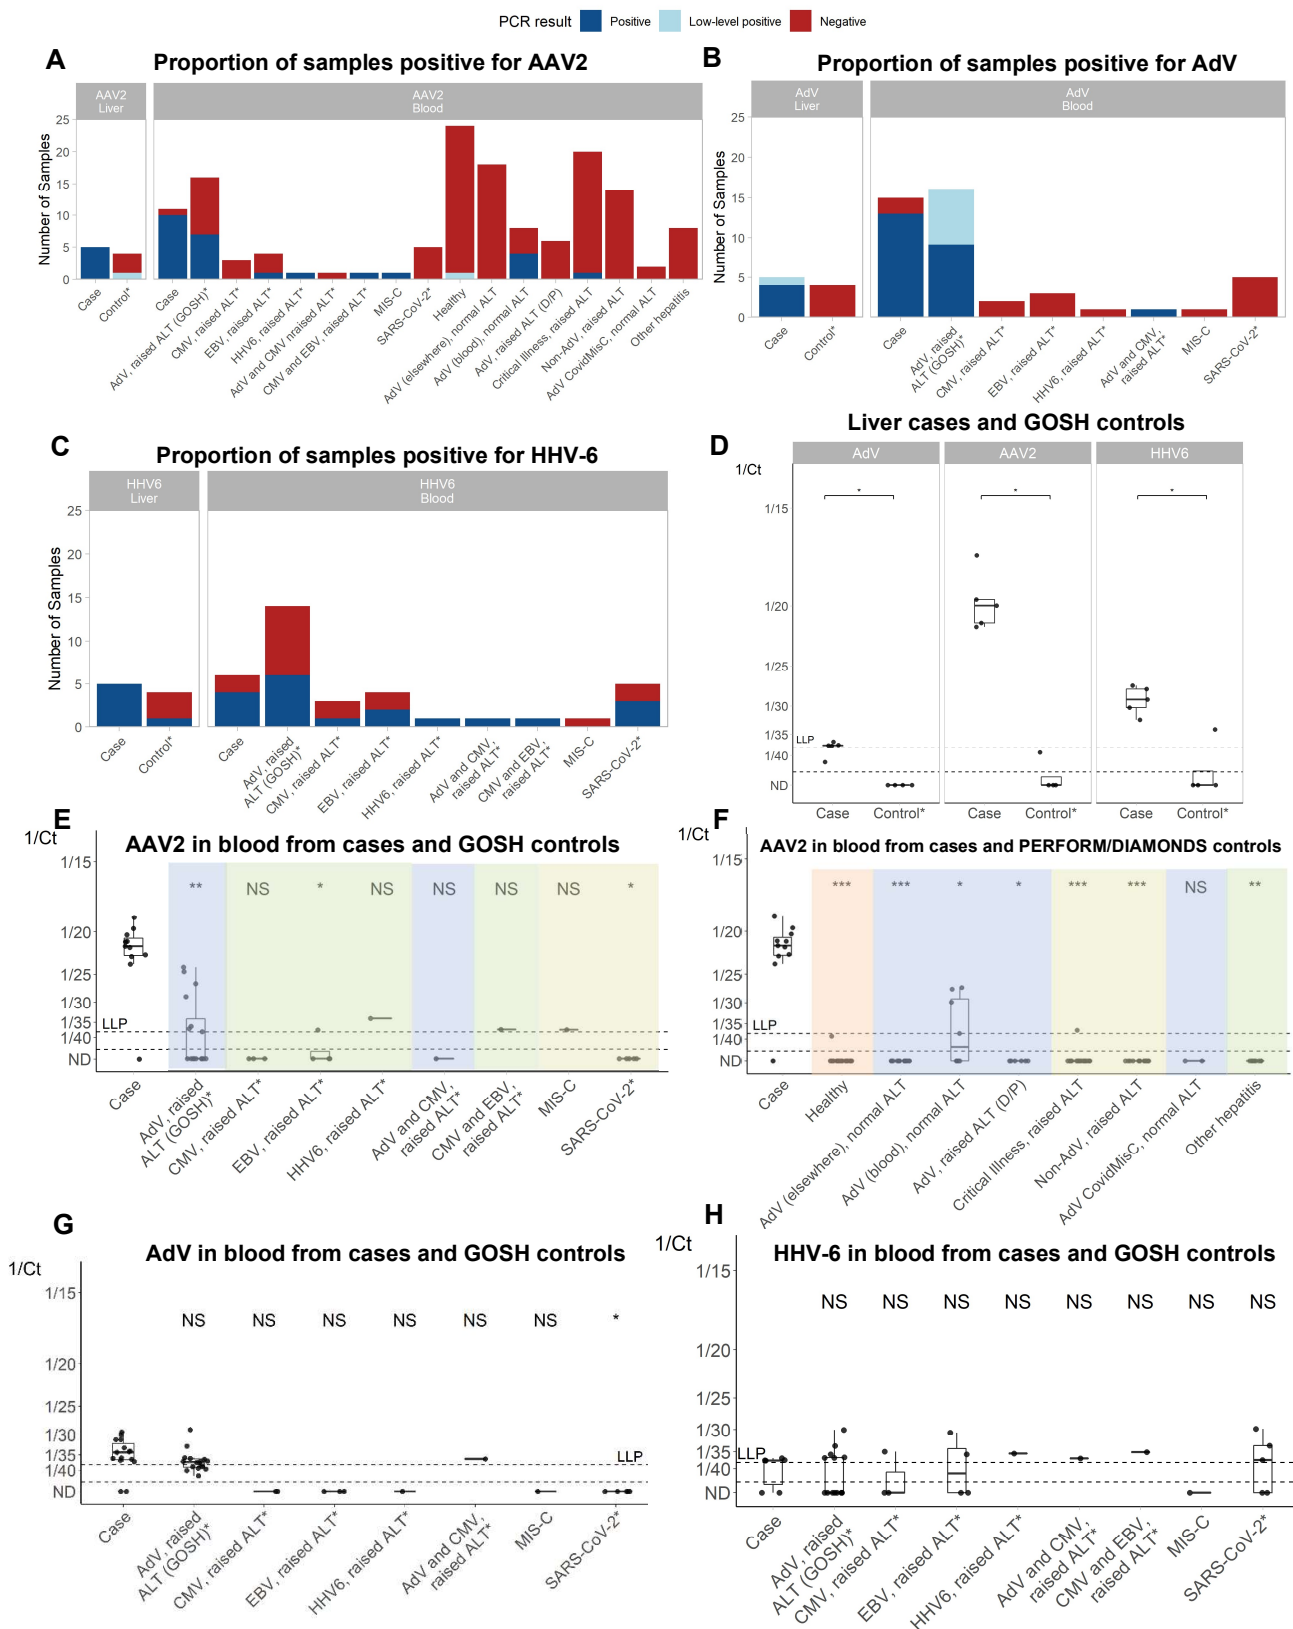 PCR result Positive Low-level positive Negative
A Proportion of samples positive for AAV2
AAV2
Liver
AAV2
Blood
Number of Samples
25
20
15
10
5
0
Case
Control*
Case
AdV, raised ALT (GOSH)*
CMV, raised ALT*
EBV, raised ALT*
HHV6, raised ALT*
AdV and CMV raised ALT*
CMV and EBV, raised ALT*
MIS-C
SARS-CoV-2*
Healthy
AdV (elsewhere), normal ALT
AdV (blood), normal ALT
AdV, raised ALT (D/P)
Critical Illness, raised ALT
Non-AdV, raised ALT
AdV CovidMisC, normal ALT
Other hepatitis
B Proportion of samples positive for AdV
AdV
Liver
AdV
Blood
Number of Samples
25
20
15
10
5
0
Case
Control*
Case
AdV, raised
ALT (GOSH)*
CMV, raised ALT*
EBV, raised ALT*
HHV6, raised ALT*
AdV and CMV,
raised ALT*
MIS-C
SARS-CoV-2*
C Proportion of samples positive for HHV-6
HHV6
Liver
HHV6
Blood
Number of Samples
25
20
15
10
5
0
Case
Control*
Case
AdV, raised
ALT (GOSH)*
CMV, raised ALT*
EBV, raised ALT*
HHV6, raised ALT*
AdV and CMV,
raised ALT*
CMV and EBV,
raised ALT*
MIS-C
SARS-CoV-2*
Liver cases and GOSH controls
D
AdV AAV2 HHV6
1/Ct
* * *
1/15
1/20
1/25
1/30
1/35
LLP
1/40
ND
Case Control* Case Control* Case Control*
E
1/Ct
AAV2 in blood from cases and GOSH controls
1/15
** NS * NS NS NS NS *
1/20
1/25
1/30
1/35
LLP
1/40
ND
Case
AdV, raised
ALT (GOSH)*
CMV, raised ALT*
EBV, raised ALT*
HHV6, raised ALT*
AdV and CMV,
raised ALT*
CMV and EBV,
raised ALT*
MIS-C
SARS-CoV-2*
F
1/Ct
AAV2 in blood from cases and PERFORM/DIAMONDS controls
1/15
*** *** * * *** *** NS **
1/20
1/25
1/30
1/35
LLP
1/40
ND
Case
Healthy
AdV (elsewhere), normal ALT
AdV (blood), normal ALT
AdV, raised ALT (D/P)
Critical Illness, raised ALT
Non-AdV, raised ALT
AdV CovidMisC, normal ALT
Other hepatitis
G
AdV in blood from cases and GOSH controls
1/Ct
1/15
NS NS NS NS NS NS *
1/20
1/25
1/30
1/35
LLP
1/40
ND
Case
AdV, raised
ALT (GOSH)*
CMV, raised ALT*
EBV, raised ALT*
HHV6, raised ALT*
AdV and CMV,
raised ALT*
MIS-C
SARS-CoV-2*
H
1/Ct
HHV-6 in blood from cases and GOSH controls
1/15
NS NS NS NS NS NS NS NS
1/20
1/25
1/30
1/35
LLP
1/40
ND
Case
AdV, raised
ALT (GOSH)*
CMV, raised ALT*
EBV, raised ALT*
HHV6, raised ALT*
AdV and CMV,
raised ALT*
CMV and EBV,
raised ALT*
MIS-C
SARS-CoV-2*